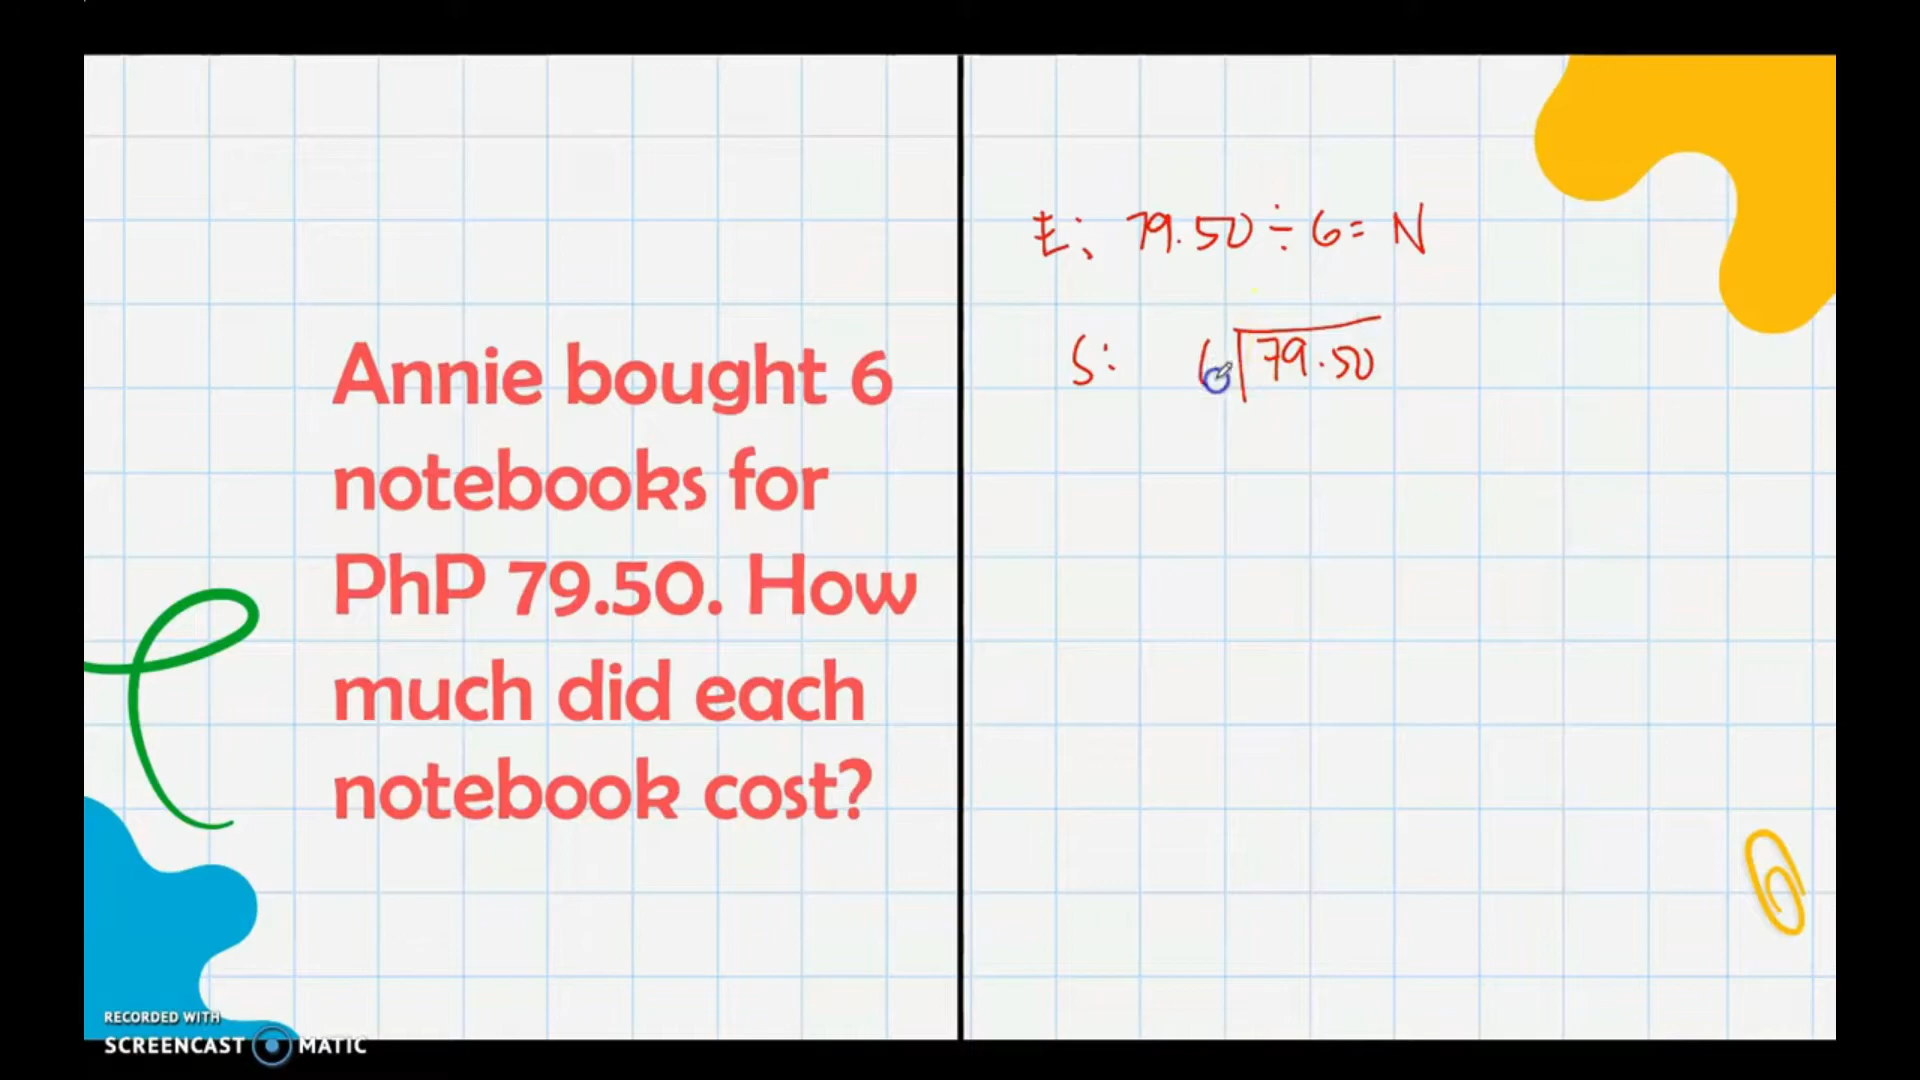 Annie bought 6
notebooks for
PhP 79.50. How
much did each
notebook cost?
E: 79.50 ÷ 6 = N
S: 6 79.50
RECORDED WITH
SCREENCAST MATIC